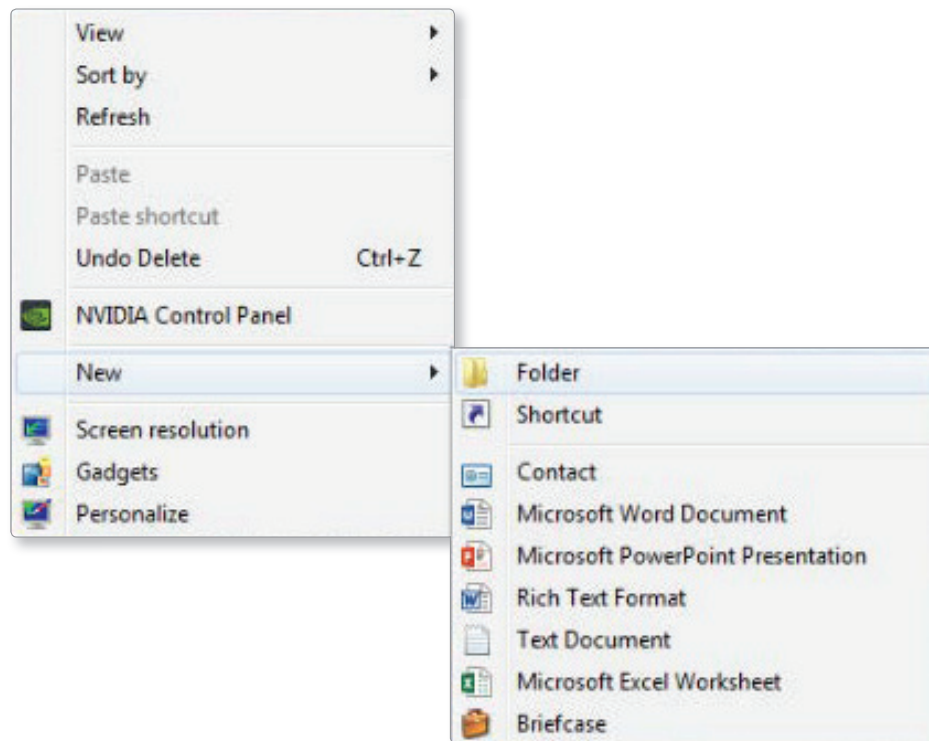 View
Sort by
Refresh
Paste
Paste shortcut
Undo Delete Ctrl+Z
NVIDIA Control Panel
New
Screen resolution
Gadgets
Personalize
Folder
Shortcut
Contact
Microsoft Word Document
Microsoft PowerPoint Presentation
Rich Text Format
Text Document
Microsoft Excel Worksheet
Briefcase